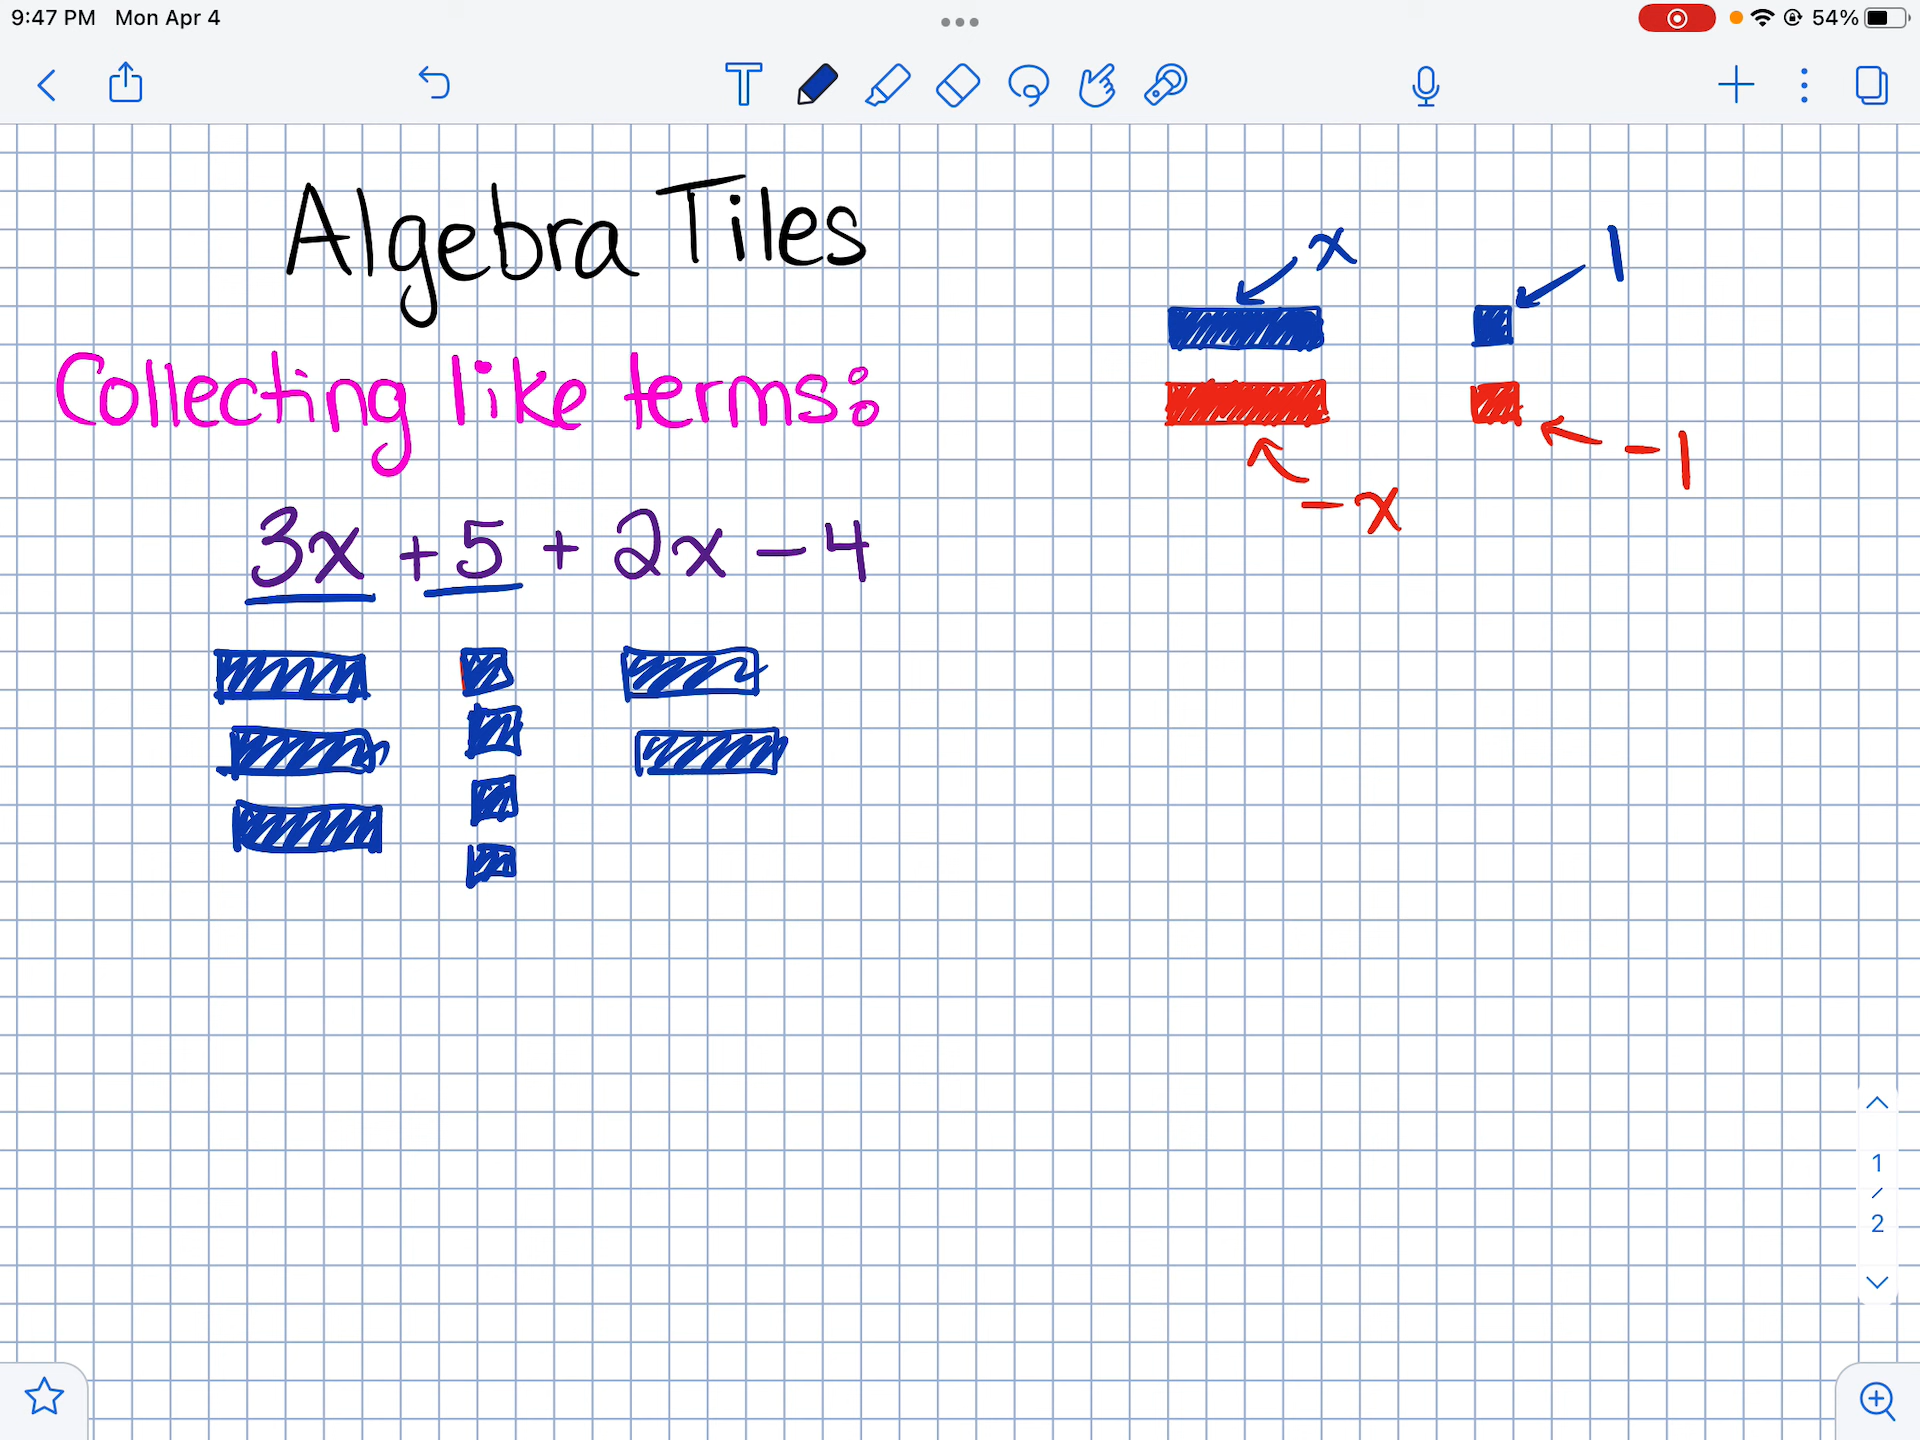 9:47 PM Mon Apr 4
54%
T
Algebra Tiles
Collecting like terms:
3x + 5 + 2x - 4
x
1
-x
-1
1
/
2